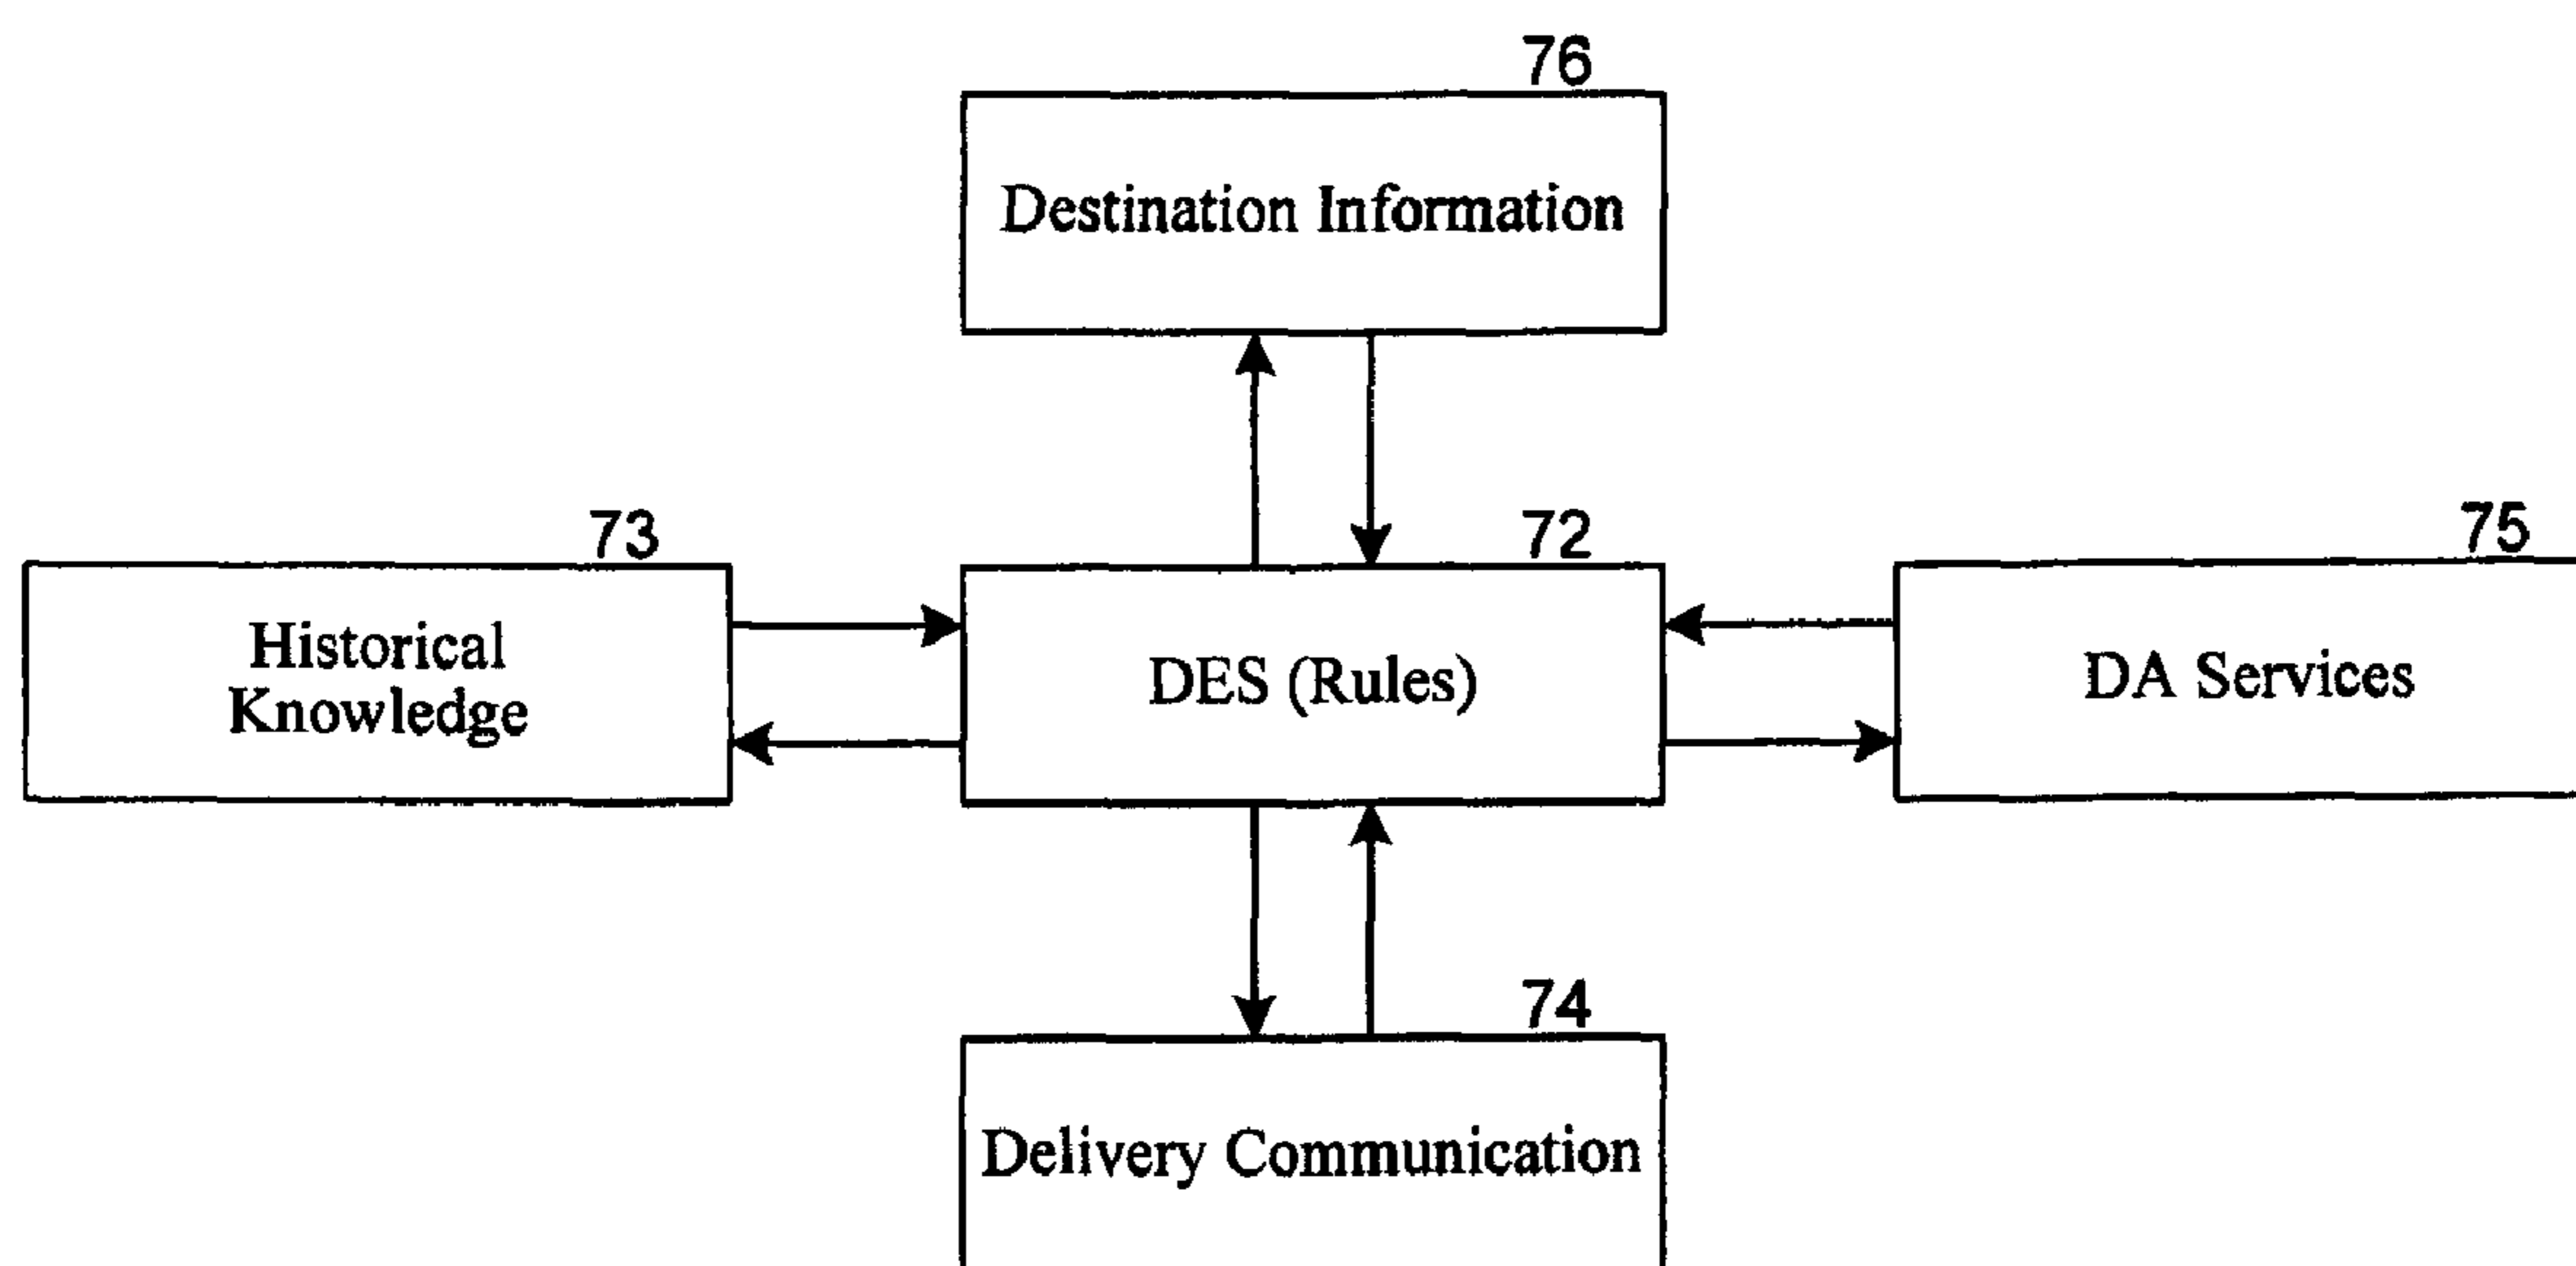 76
Destination Information
73
72
75
Historical
Knowledge
DES (Rules)
DA Services
74
Delivery Communication